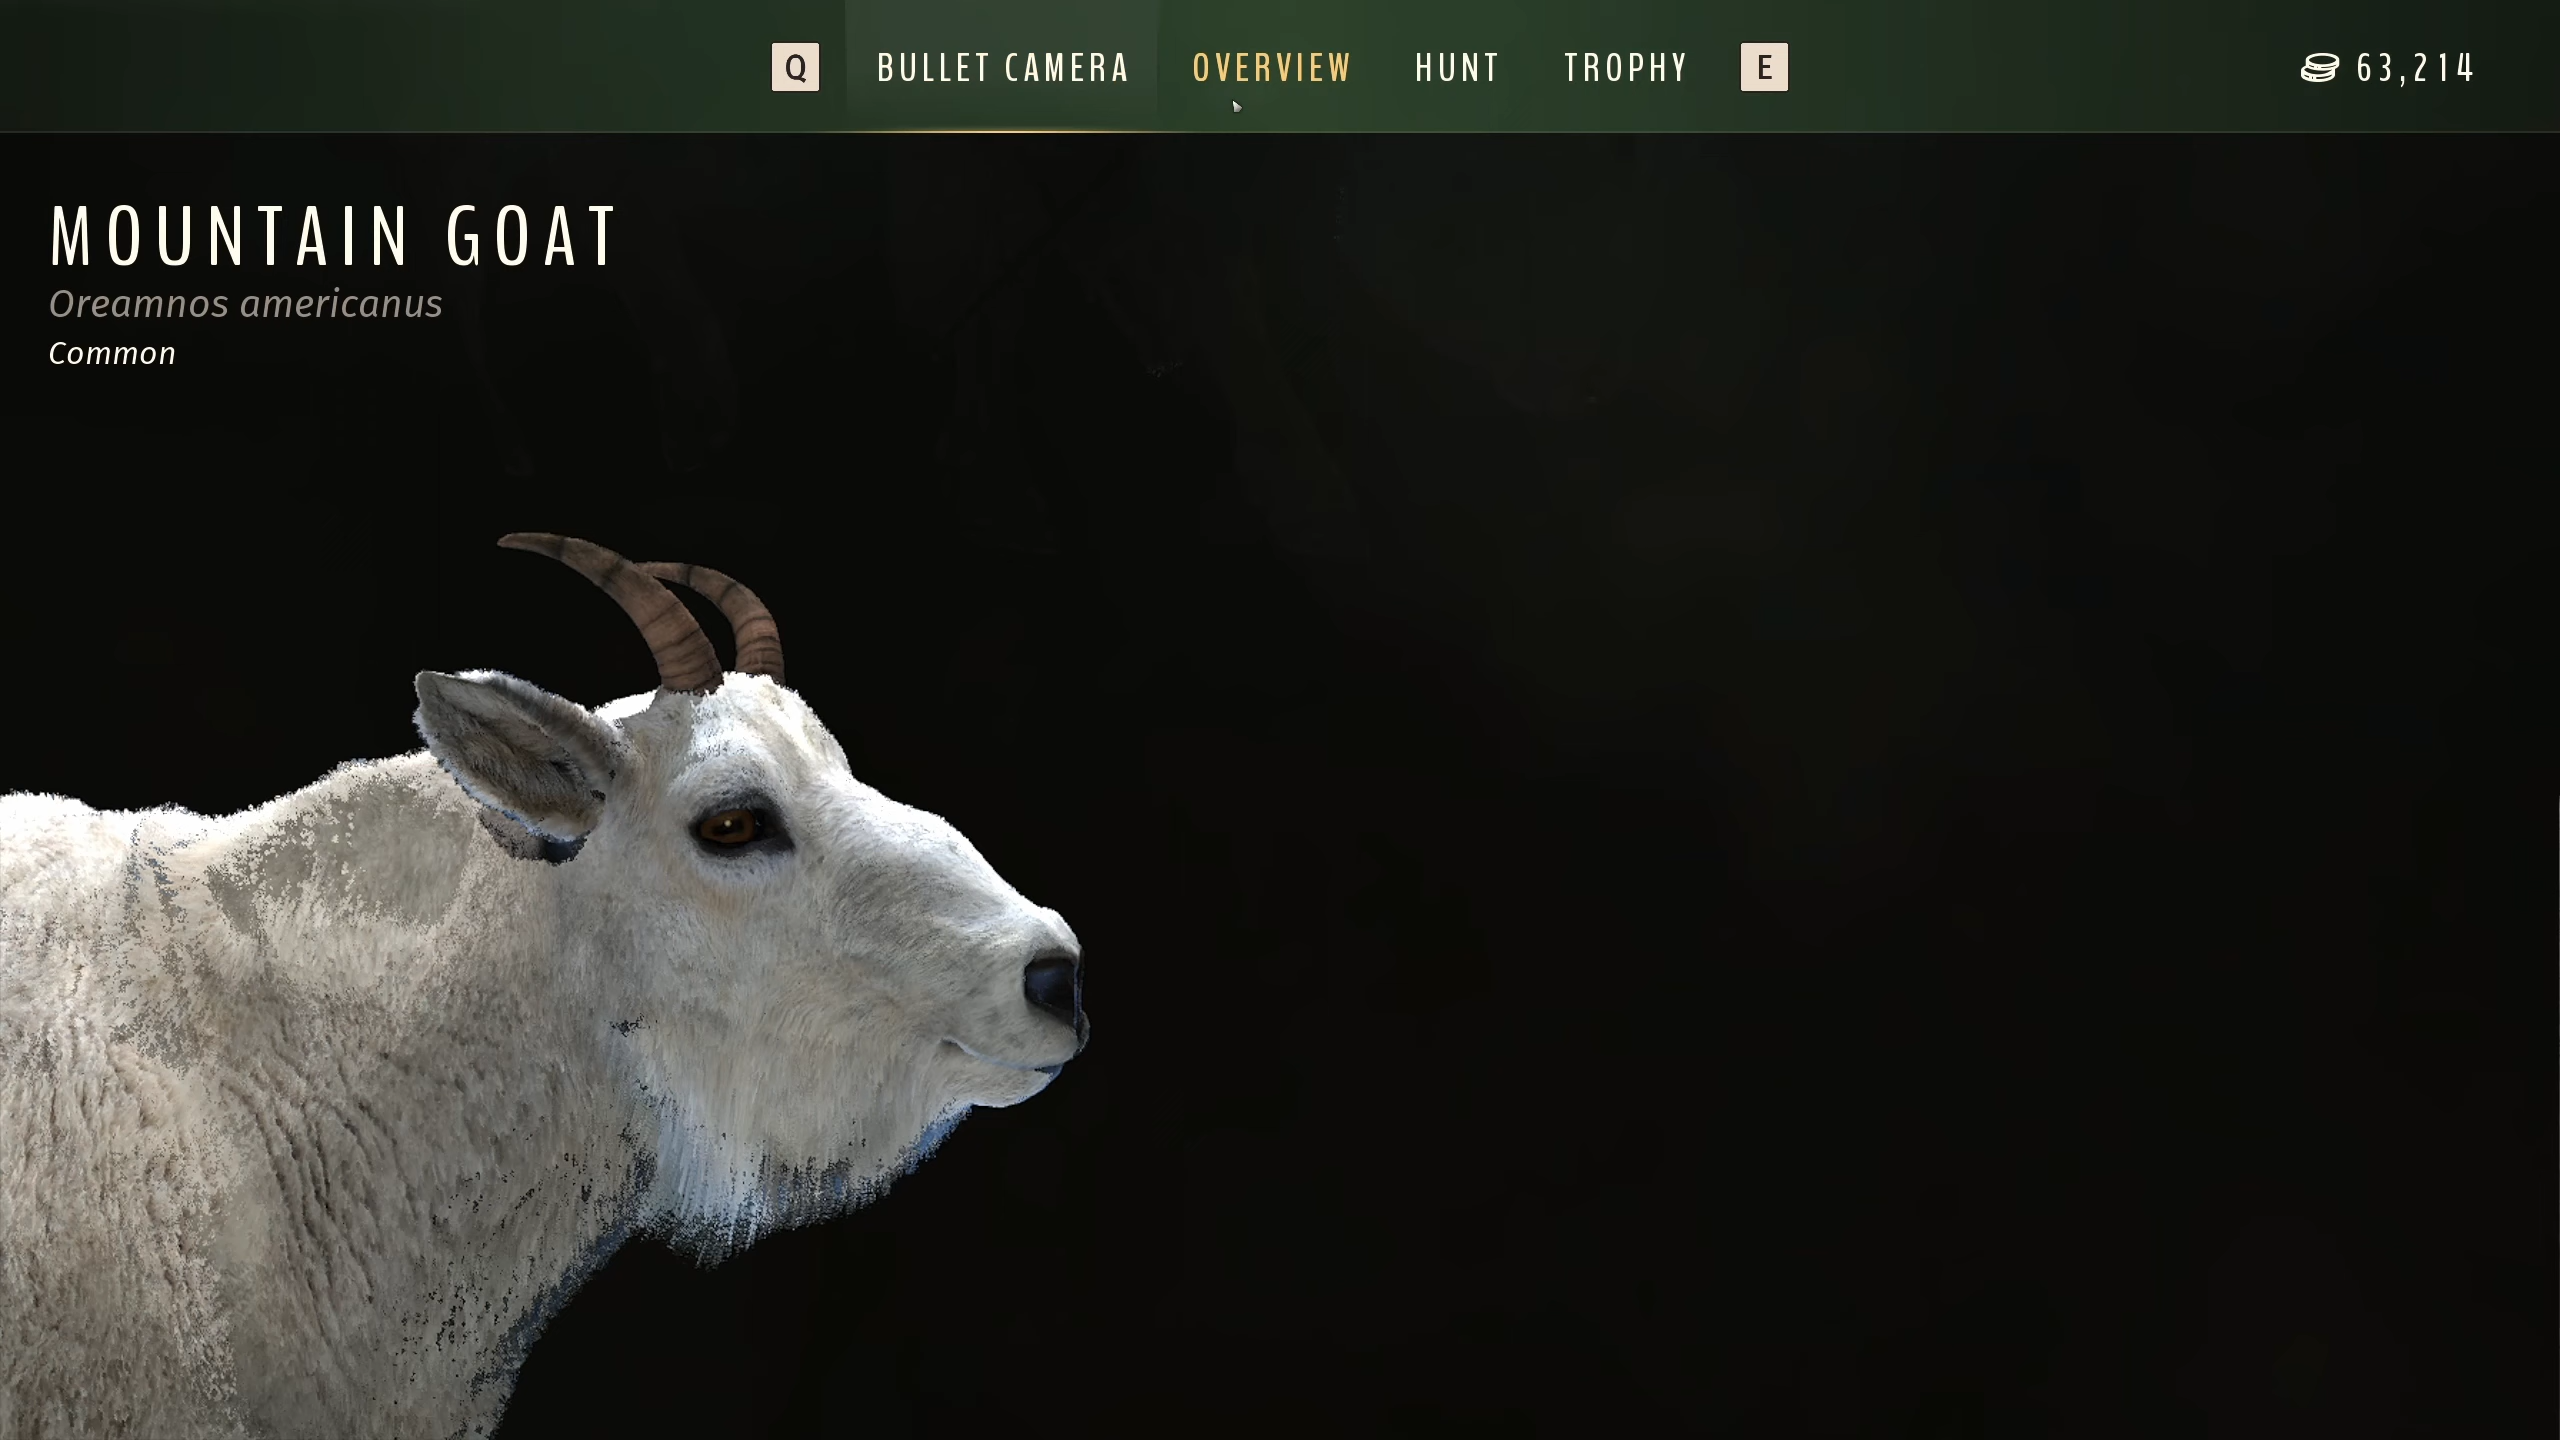 Q BULLET CAMERA OVERVIEW HUNT TROPHY E 63,214
MOUNTAIN GOAT
Oreamnos americanus
Common